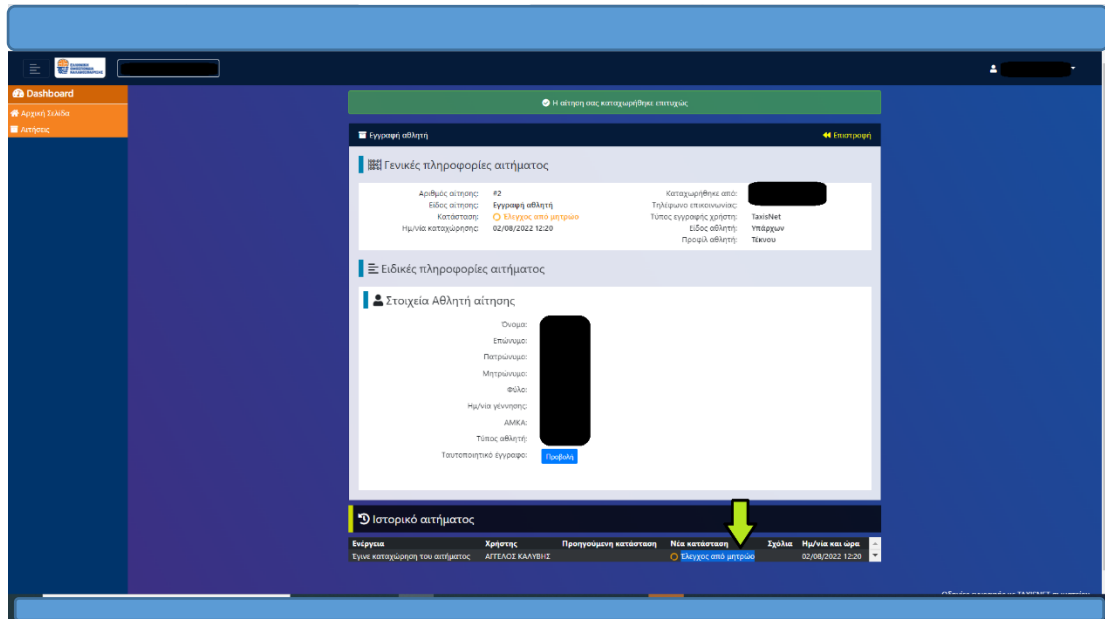 Dashboard
Αρχική Σελίδα
Αιτήσεις
Η αίτηση σας καταχωρήθηκε επιτυχώς
Εγγραφή αθλητή
Επιστροφή
Γενικές πληροφορίες αιτήματος
Αριθμός αίτησης: #2
Είδος αίτησης: Εγγραφή αθλητή
Κατάσταση: Έλεγχος από μητρώο
Ημ/νία καταχώρησης: 02/08/2022 12:20
Καταχωρήθηκε από:
Τηλέφωνο επικοινωνίας:
Τύπος εγγραφής χρήστη: TaxisNet
Είδος αθλητή: Υπάρχων
Προφίλ αθλητή: Τέκνου
Ειδικές πληροφορίες αιτήματος
Στοιχεία Αθλητή αίτησης
Όνομα:
Επώνυμο:
Πατρώνυμο:
Μητρώνυμο:
Φύλο:
Ημ/νία γέννησης:
ΑΜΚΑ:
Τύπος αθλητή:
Ταυτοποιητικό έγγραφο: Προβολή
Ιστορικό αιτήματος
Ενέργεια Χρήστης Προηγούμενη κατάσταση Νέα κατάσταση Σχόλια Ημ/νία και ώρα
Έγινε καταχώρηση του αιτήματος ΑΓΓΕΛΟΣ ΚΑΛΥΒΗΣ Έλεγχος από μητρώο 02/08/2022 12:20